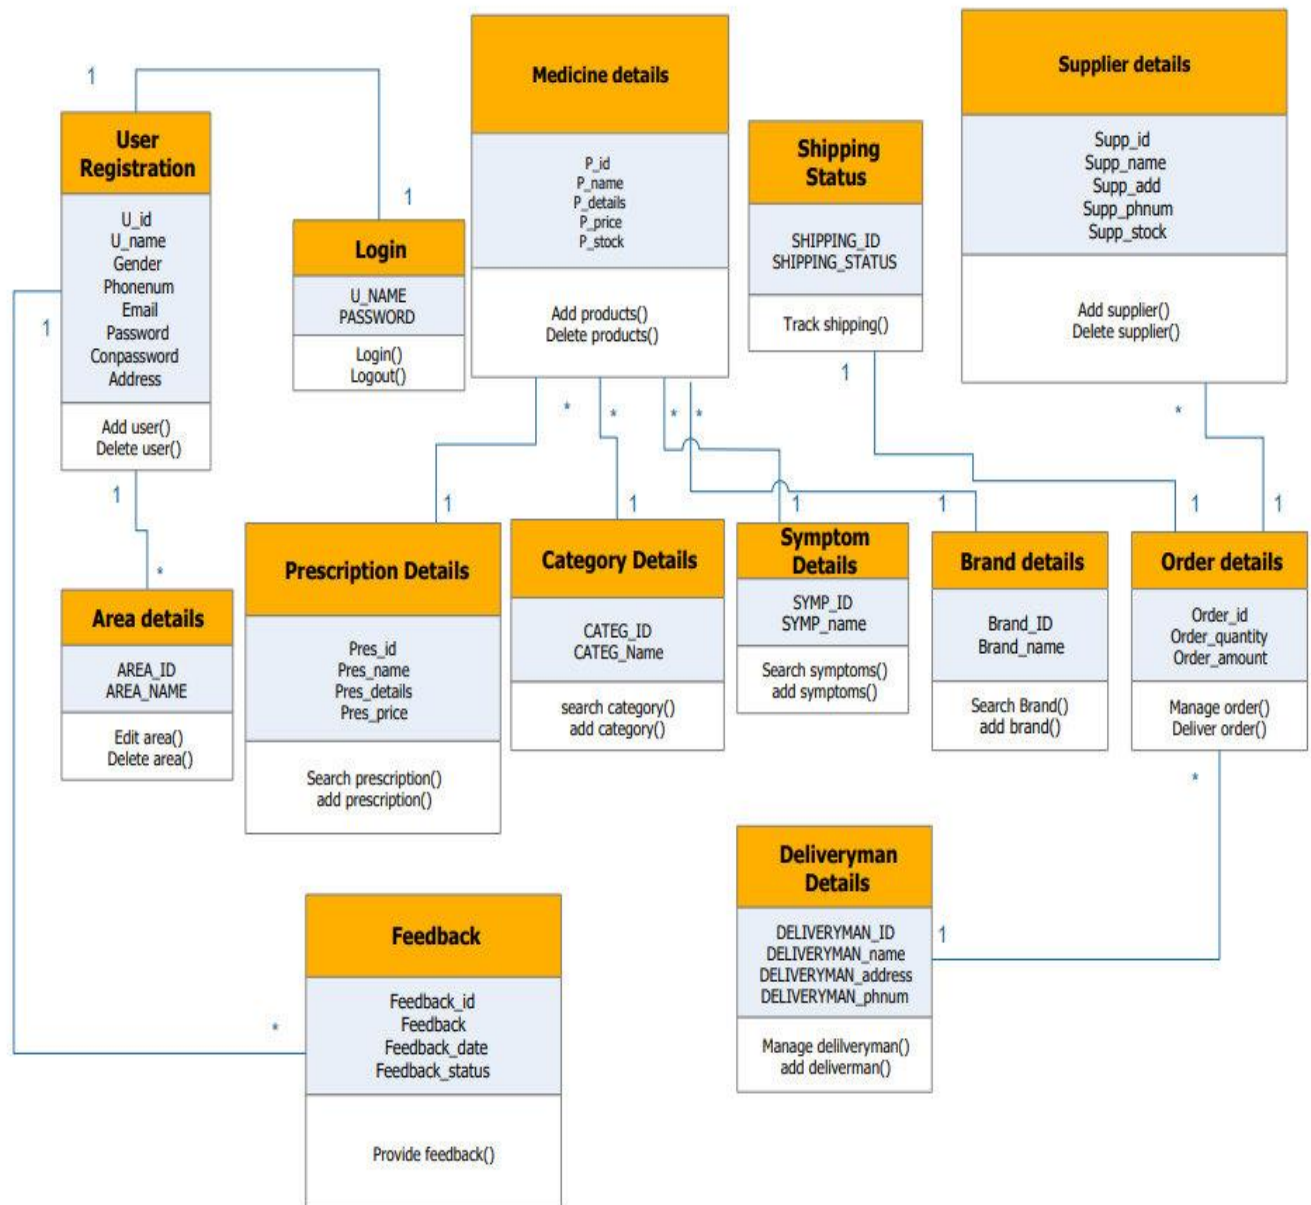 1
User
Registration
U_id
U_name
Gender
Phonenum
Email
Password
Conpassword
Address
Add user()
Delete user()
1
1
1
Login
U_NAME
PASSWORD
Login()
Logout()
Medicine details
P_id
P_name
P_details
P_price
P_stock
Add products()
Delete products()
*
*
*
*
Shipping
Status
SHIPPING_ID
SHIPPING_STATUS
Track shipping()
1
Supplier details
Supp_id
Supp_name
Supp_add
Supp_phnum
Supp_stock
Add supplier()
Delete supplier()
*
*
Area details
AREA_ID
AREA_NAME
Edit area()
Delete area()
1
Prescription Details
Pres_id
Pres_name
Pres_details
Pres_price
Search prescription()
add prescription()
1
Category Details
CATEG_ID
CATEG_Name
search category()
add category()
1
Symptom
Details
SYMP_ID
SYMP_name
Search symptoms()
add symptoms()
1
Brand details
Brand_ID
Brand_name
Search Brand()
add brand()
1
1
Order details
Order_id
Order_quantity
Order_amount
Manage order()
Deliver order()
*
Deliveryman
Details
DELIVERYMAN_ID
DELIVERYMAN_name
DELIVERYMAN_address
DELIVERYMAN_phnum
Manage delilveryman()
add deliverman()
1
*
Feedback
Feedback_id
Feedback
Feedback_date
Feedback_status
Provide feedback()